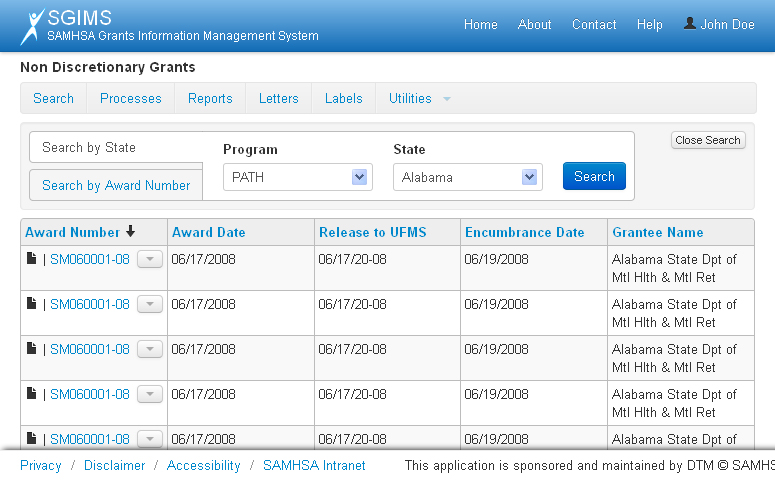 SGIMS
SAMHSA Grants Information Management System
Home About Contact Help John Doe
Non Discretionary Grants
Search Processes Reports Letters Labels Utilities
Search by State
Search by Award Number
Program
PATH
State
Alabama
Search
Close Search
Award Number Award Date Release to UFMS Encumbrance Date Grantee Name
| SM060001-08 06/17/2008 06/17/20-08 06/19/2008 Alabama State Dpt of
Mtl Hlth & Mtl Ret
| SM060001-08 06/17/2008 06/17/20-08 06/19/2008 Alabama State Dpt of
Mtl Hlth & Mtl Ret
| SM060001-08 06/17/2008 06/17/20-08 06/19/2008 Alabama State Dpt of
Mtl Hlth & Mtl Ret
| SM060001-08 06/17/2008 06/17/20-08 06/19/2008 Alabama State Dpt of
Mtl Hlth & Mtl Ret
| SM060001-08 06/17/2008 06/17/20-08 06/19/2008 Alabama State Dpt of
Privacy / Disclaimer / Accessibility / SAMHSA Intranet This application is sponsored and maintained by DTM © SAMHS